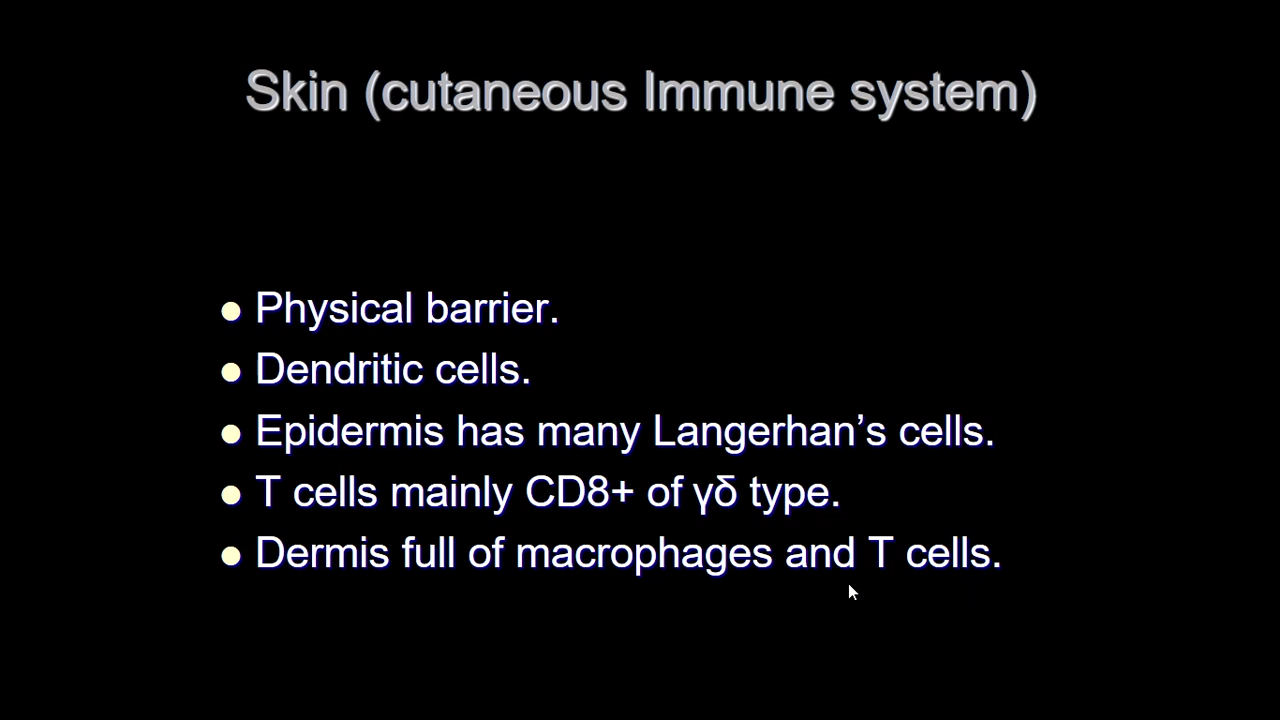 Skin (cutaneous Immune system)
● Physical barrier.
● Dendritic cells.
● Epidermis has many Langerhan’s cells.
● T cells mainly CD8+ of γδ type.
● Dermis full of macrophages and T cells.